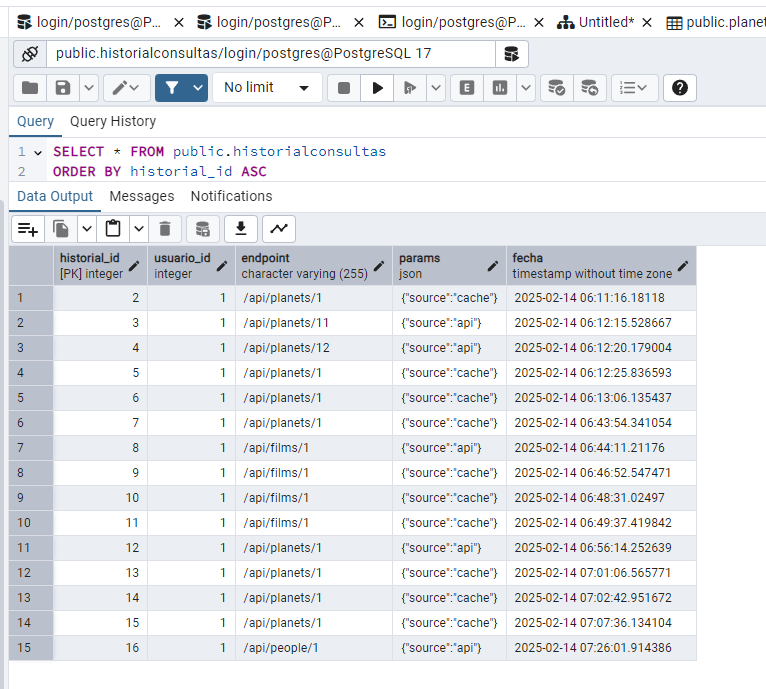 login/postgres@P... login/postgres@P... login/postgres@P... Untitled* public.planet
public.historialconsultas/login/postgres@PostgreSQL 17
No limit E
Query Query History
1 SELECT * FROM public.historialconsultas
2 ORDER BY historial_id ASC
Data Output Messages Notifications
historial_id usuario_id endpoint params fecha
[PK] integer integer character varying (255) json timestamp without time zone
1 2 1 /api/planets/1 {"source":"cache"} 2025-02-14 06:11:16.18118
2 3 1 /api/planets/11 {"source":"api"} 2025-02-14 06:12:15.528667
3 4 1 /api/planets/12 {"source":"api"} 2025-02-14 06:12:20.179004
4 5 1 /api/planets/1 {"source":"cache"} 2025-02-14 06:12:25.836593
5 6 1 /api/planets/1 {"source":"cache"} 2025-02-14 06:13:06.135437
6 7 1 /api/planets/1 {"source":"cache"} 2025-02-14 06:43:54.341054
7 8 1 /api/films/1 {"source":"api"} 2025-02-14 06:44:11.21176
8 9 1 /api/films/1 {"source":"cache"} 2025-02-14 06:46:52.547471
9 10 1 /api/films/1 {"source":"cache"} 2025-02-14 06:48:31.02497
10 11 1 /api/films/1 {"source":"cache"} 2025-02-14 06:49:37.419842
11 12 1 /api/planets/1 {"source":"api"} 2025-02-14 06:56:14.252639
12 13 1 /api/planets/1 {"source":"cache"} 2025-02-14 07:01:06.565771
13 14 1 /api/planets/1 {"source":"cache"} 2025-02-14 07:02:42.951672
14 15 1 /api/planets/1 {"source":"cache"} 2025-02-14 07:07:36.134104
15 16 1 /api/people/1 {"source":"api"} 2025-02-14 07:26:01.914386